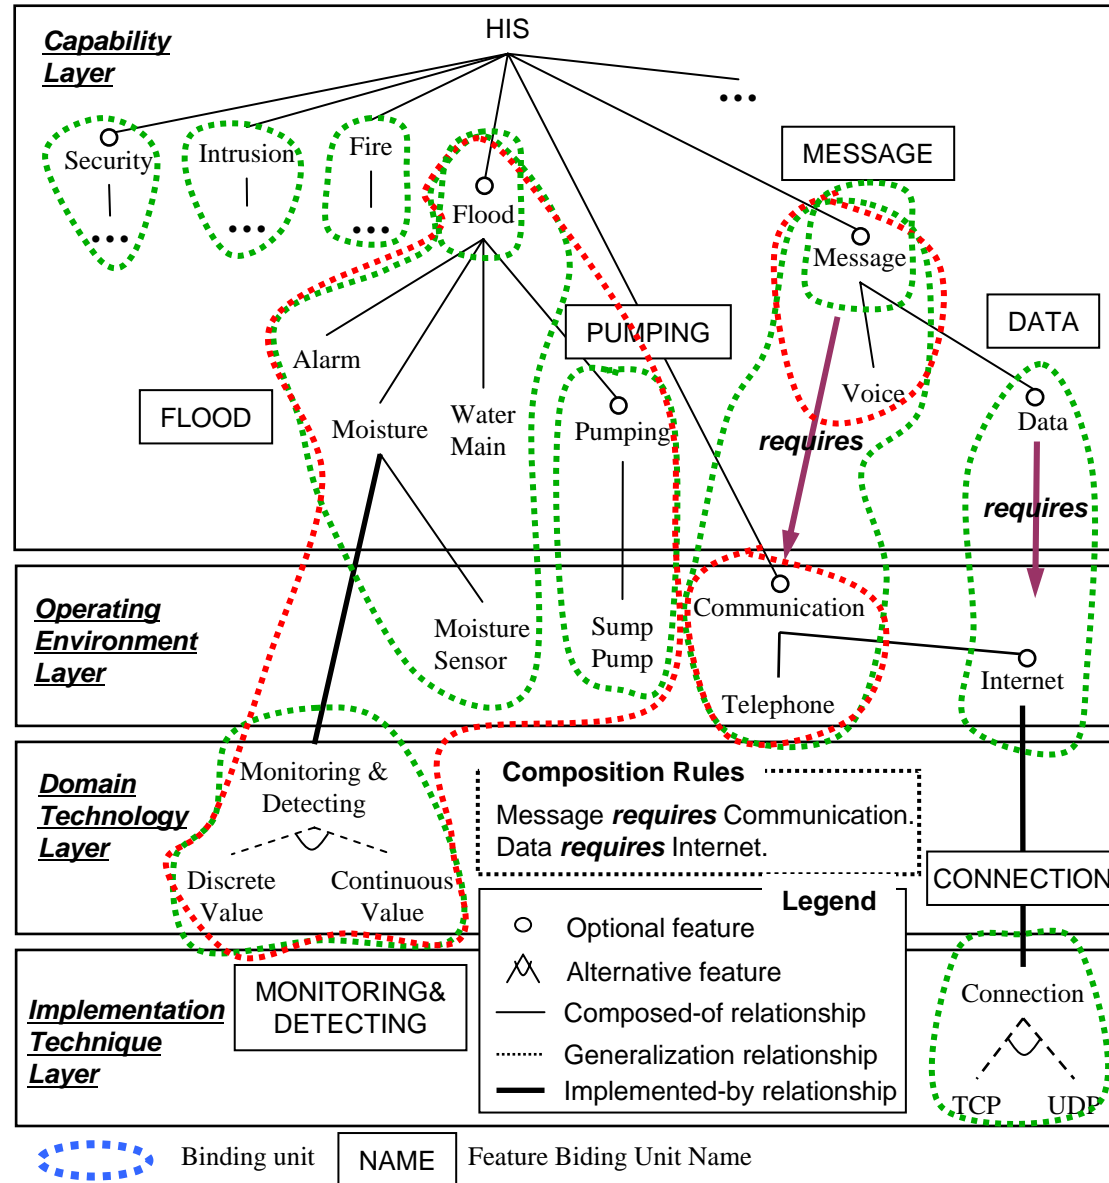 HIS
Capability
Layer
...
Security
...
Intrusion
...
Fire
...
Flood
MESSAGE
Message
PUMPING
DATA
Alarm
Voice
FLOOD
Moisture
Water
Main
Pumping
Data
requires
requires
Operating
Environment
Layer
Communication
Moisture
Sensor
Sump
Pump
Internet
Telephone
Domain
Technology
Layer
Monitoring &
Detecting
Discrete
Value
Continuous
Value
Composition Rules
Message requires Communication.
Data requires Internet.
CONNECTION
Legend
Optional feature
Alternative feature
Composed-of relationship
Generalization relationship
Implemented-by relationship
Implementation
Technique
Layer
MONITORING&
DETECTING
Connection
TCP UDP
Binding unit NAME Feature Biding Unit Name